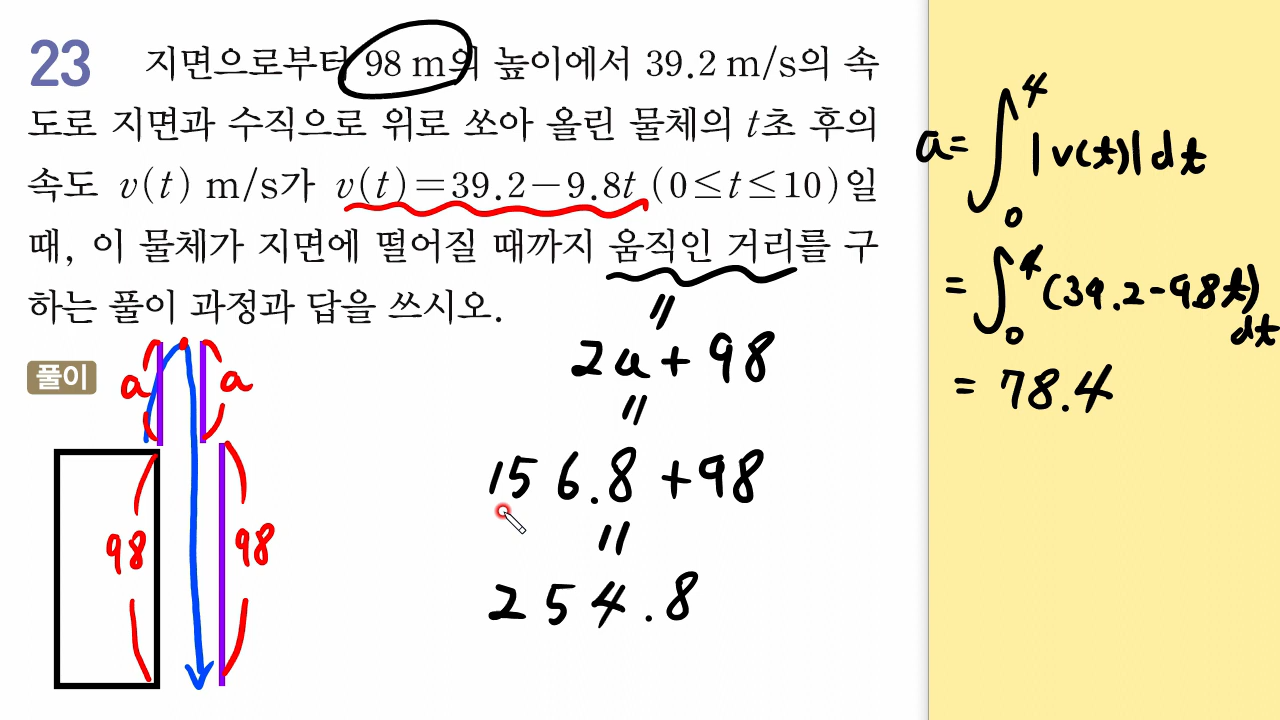 23 지면으로부터 98 m의 높이에서 39.2 m/s의 속
도로 지면과 수직으로 위로 쏘아 올린 물체의 t초 후의
속도 v(t) m/s가 v(t)=39.2-9.8t (0≤t≤10)일
때, 이 물체가 지면에 떨어질 때까지 움직인 거리를 구
하는 풀이 과정과 답을 쓰시오.
풀이
a
a
98
98
=
2a+98
=
156.8+98
=
254.8
a=∫₀⁴|v(t)|dt
=∫₀⁴(39.2-9.8t)
dt
= 78.4